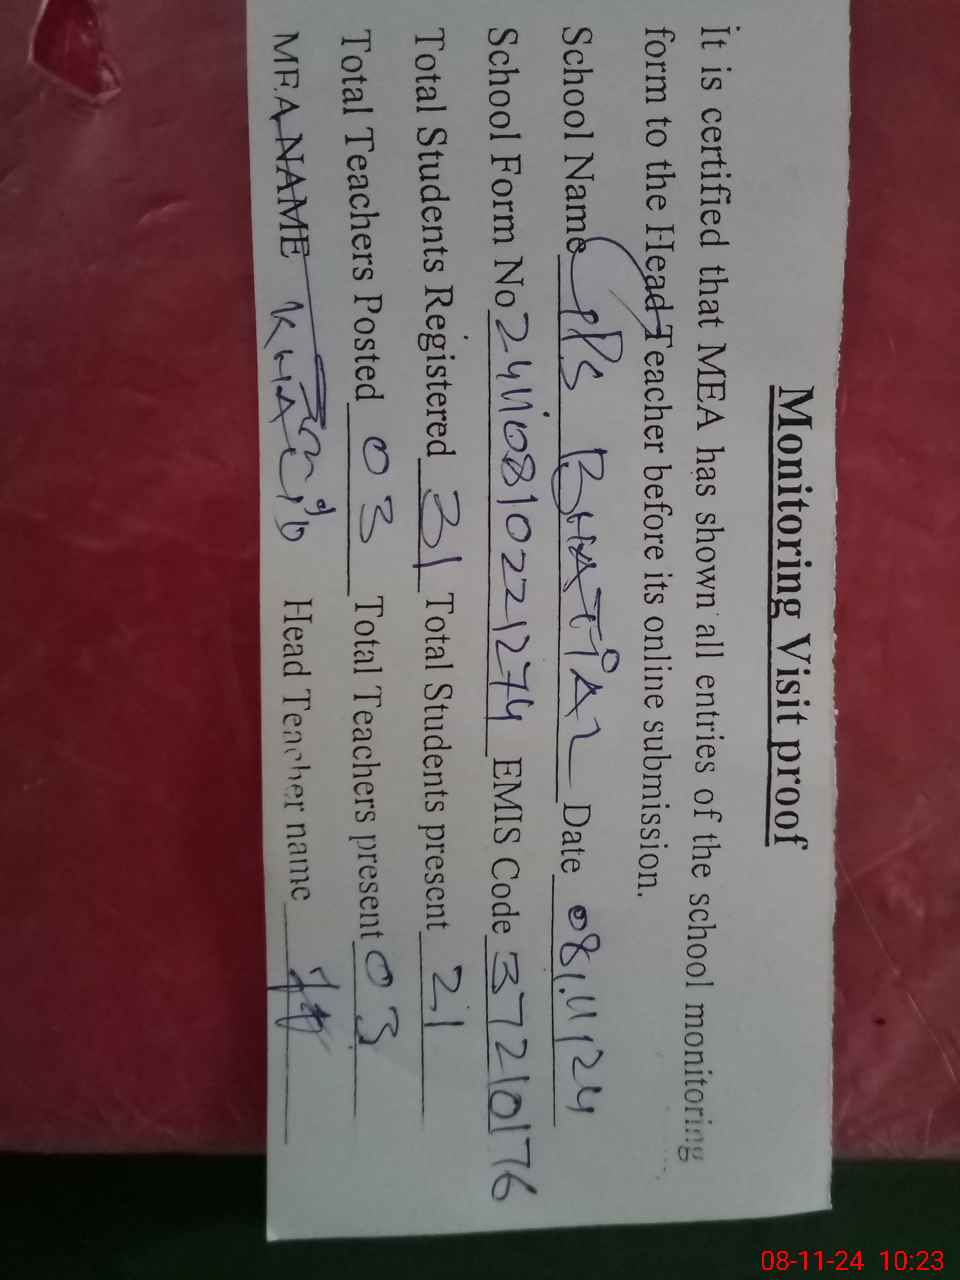 Monitoring Visit proof
It is certified that MEA has shown all entries of the school monitoring
form to the Head Teacher before its online submission.
School Name GPS BHATIAN Date 08/11/24
School Form No 24110810221274 EMIS Code 37210176
Total Students Registered 31 Total Students present 21
Total Teachers Posted 03 Total Teachers present 03
MEA NAME Head Teacher name
08-11-24 10:23